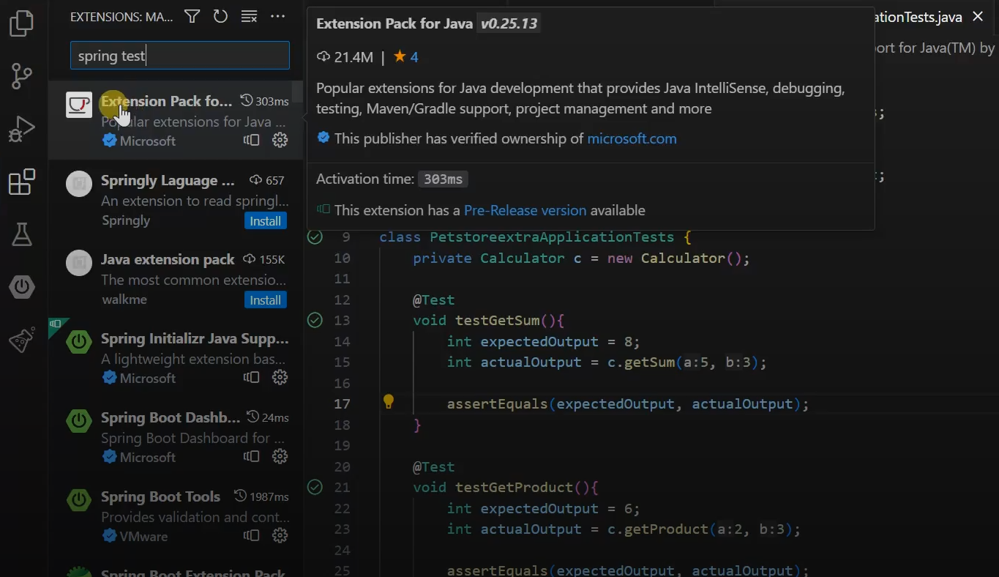 EXTENSIONS: MA...
spring test
Extension Pack fo... 303ms
Popular extensions for Java ...
Microsoft
Springly Laguage ... 657
An extension to read springl...
Springly
Install
Java extension pack 155K
The most common extensio...
walkme
Install
Spring Initializr Java Supp...
A lightweight extension bas...
Microsoft
Spring Boot Dashb... 24ms
Spring Boot Dashboard for ...
Microsoft
Spring Boot Tools 1987ms
Provides validation and cont...
VMware
Spring Boot Extension Pack
Extension Pack for Java v0.25.13
21.4M | ★ 4
Popular extensions for Java development that provides Java IntelliSense, debugging,
testing, Maven/Gradle support, project management and more
This publisher has verified ownership of microsoft.com
Activation time: 303ms
This extension has a Pre-Release version available
ationTests.java
ort for Java(TM) by
;
;
9 class PetstoreextraApplicationTests {
10 private Calculator c = new Calculator();
11
12 @Test
13 void testGetSum(){
14 int expectedOutput = 8;
15 int actualOutput = c.getSum(a:5, b:3);
16
17 assertEquals(expectedOutput, actualOutput);
18 }
19
20 @Test
21 void testGetProduct(){
22 int expectedOutput = 6;
23 int actualOutput = c.getProduct(a:2, b:3);
24
25 assertEquals(expectedOutput, actualOutput);